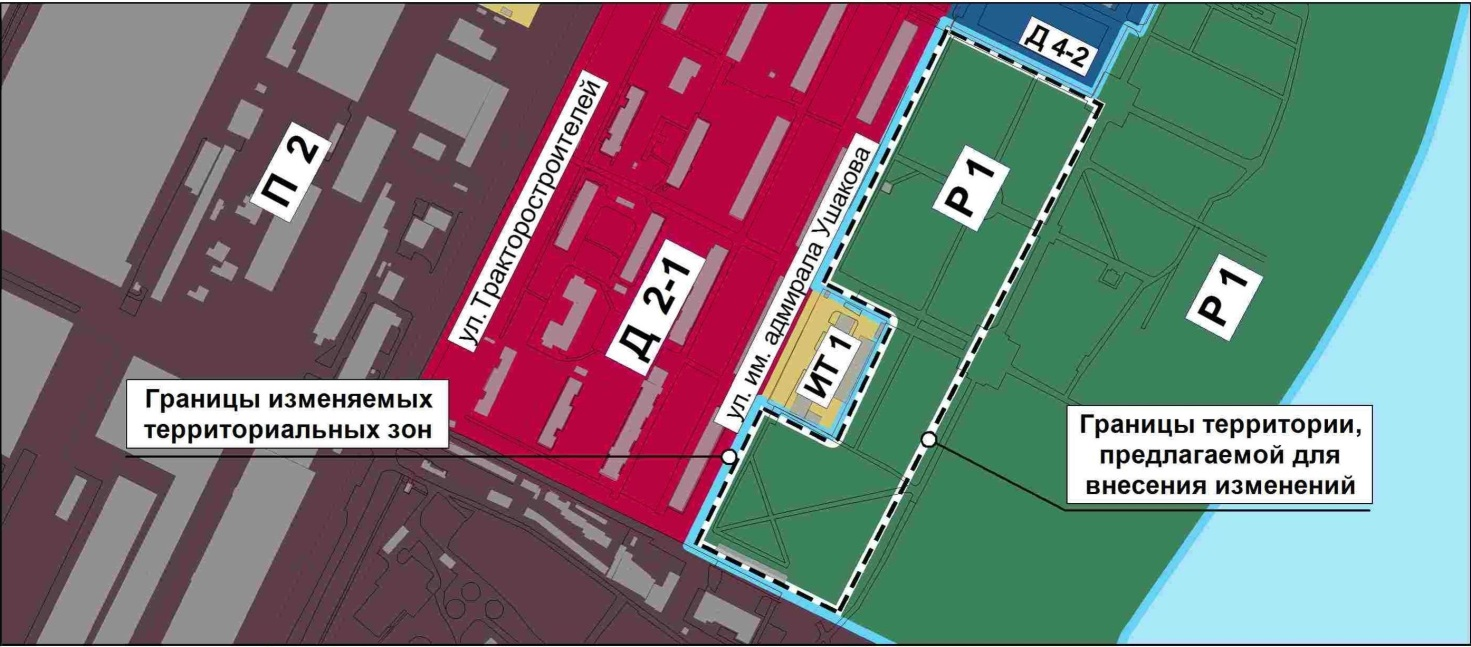 Д 4-2
П 2
ул. Тракторостроителей
Р 1
ул. им. адмирала Ушакова
Д 2-1
Р 1
ИТ 1
Границы изменяемых
территориальных зон
Границы территории,
предлагаемой для
внесения изменений